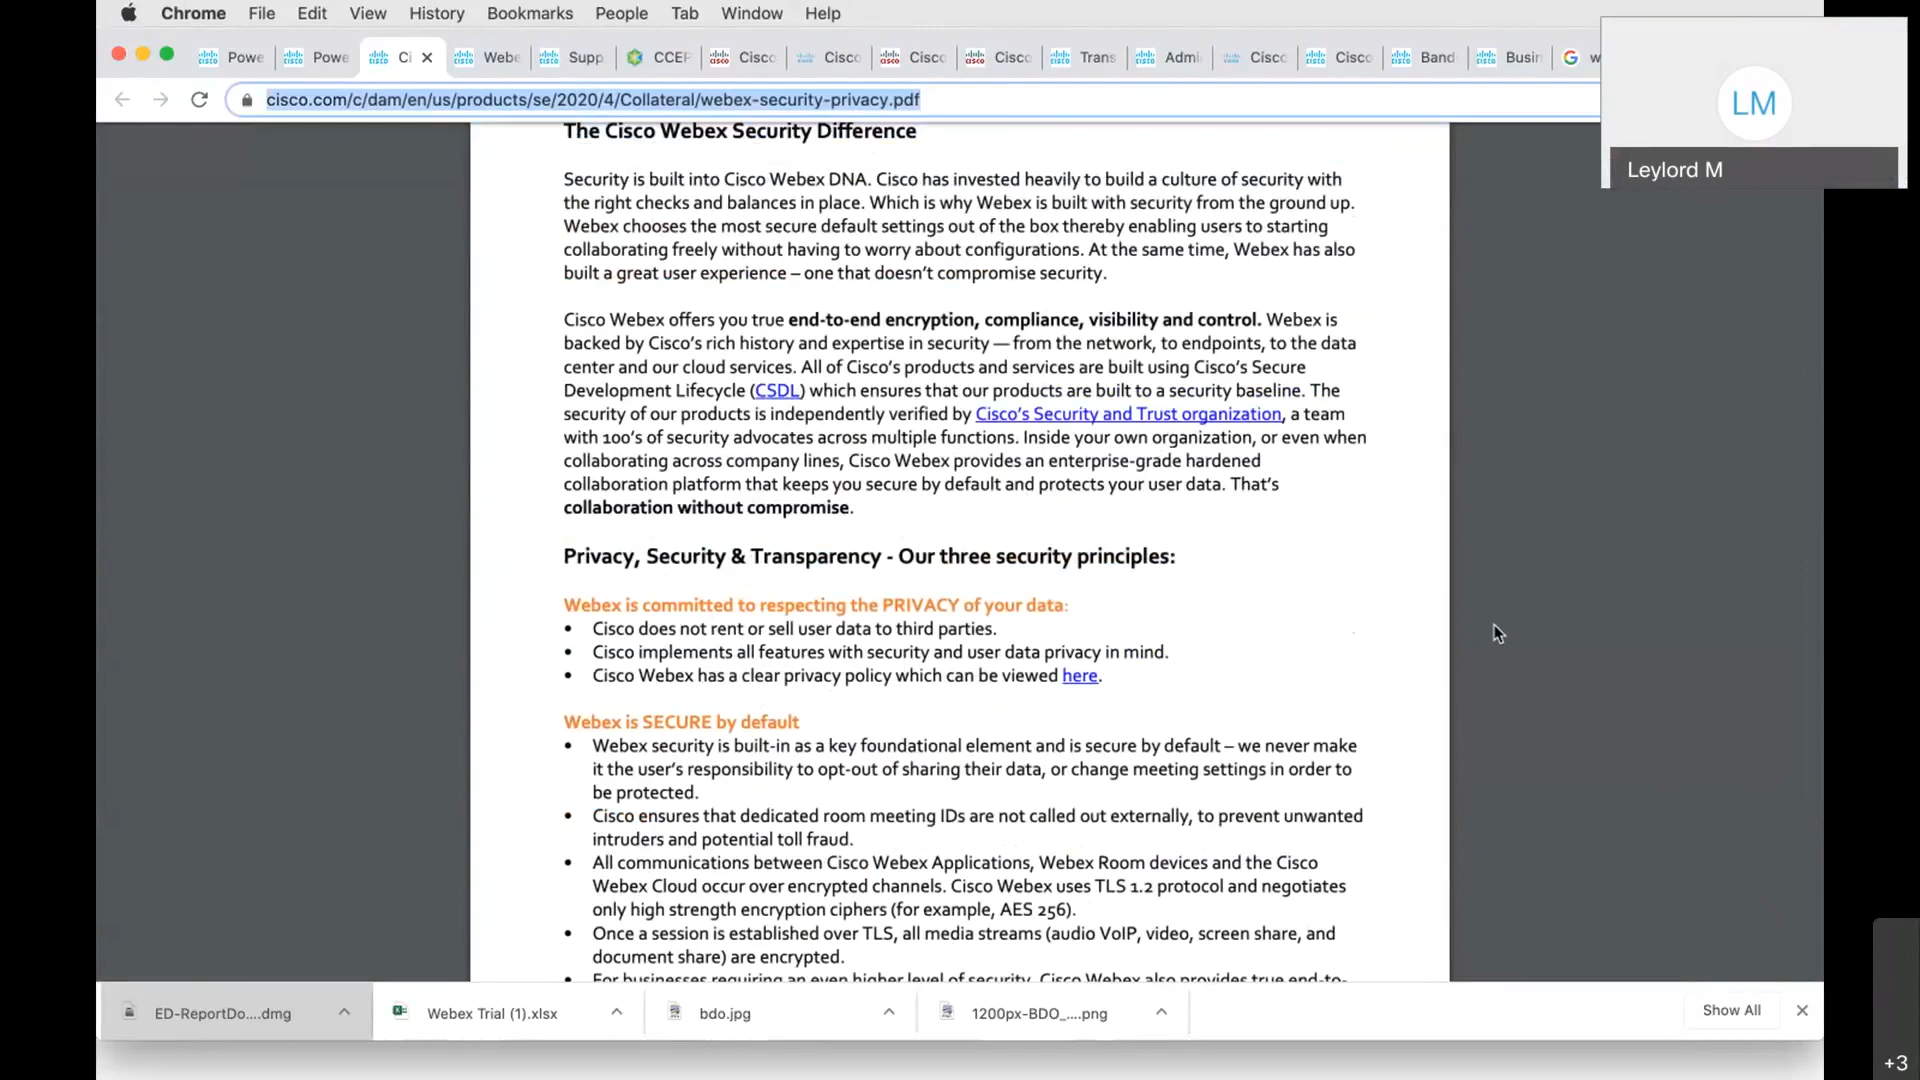 Chrome File Edit View History Bookmarks People Tab Window Help
Powe Powe Ci Webe Supp CCEP Cisco Cisco Cisco Cisco Trans Admi Cisco Cisco Band Busin w
cisco.com/c/dam/en/us/products/se/2020/4/Collateral/webex-security-privacy.pdf
LM
Leylord M
The Cisco Webex Security Difference
Security is built into Cisco Webex DNA. Cisco has invested heavily to build a culture of security with
the right checks and balances in place. Which is why Webex is built with security from the ground up.
Webex chooses the most secure default settings out of the box thereby enabling users to starting
collaborating freely without having to worry about configurations. At the same time, Webex has also
built a great user experience – one that doesn't compromise security.
Cisco Webex offers you true end-to-end encryption, compliance, visibility and control. Webex is
backed by Cisco's rich history and expertise in security — from the network, to endpoints, to the data
center and our cloud services. All of Cisco's products and services are built using Cisco's Secure
Development Lifecycle (CSDL) which ensures that our products are built to a security baseline. The
security of our products is independently verified by Cisco's Security and Trust organization, a team
with 100's of security advocates across multiple functions. Inside your own organization, or even when
collaborating across company lines, Cisco Webex provides an enterprise-grade hardened
collaboration platform that keeps you secure by default and protects your user data. That's
collaboration without compromise.
Privacy, Security & Transparency - Our three security principles:
Webex is committed to respecting the PRIVACY of your data:
• Cisco does not rent or sell user data to third parties.
• Cisco implements all features with security and user data privacy in mind.
• Cisco Webex has a clear privacy policy which can be viewed here.
Webex is SECURE by default
• Webex security is built-in as a key foundational element and is secure by default – we never make
it the user's responsibility to opt-out of sharing their data, or change meeting settings in order to
be protected.
• Cisco ensures that dedicated room meeting IDs are not called out externally, to prevent unwanted
intruders and potential toll fraud.
• All communications between Cisco Webex Applications, Webex Room devices and the Cisco
Webex Cloud occur over encrypted channels. Cisco Webex uses TLS 1.2 protocol and negotiates
only high strength encryption ciphers (for example, AES 256).
• Once a session is established over TLS, all media streams (audio VoIP, video, screen share, and
document share) are encrypted.
• For businesses requiring an even higher level of security, Cisco Webex also provides true end-to-
ED-ReportDo....dmg Webex Trial (1).xlsx bdo.jpg 1200px-BDO_....png Show All
+3